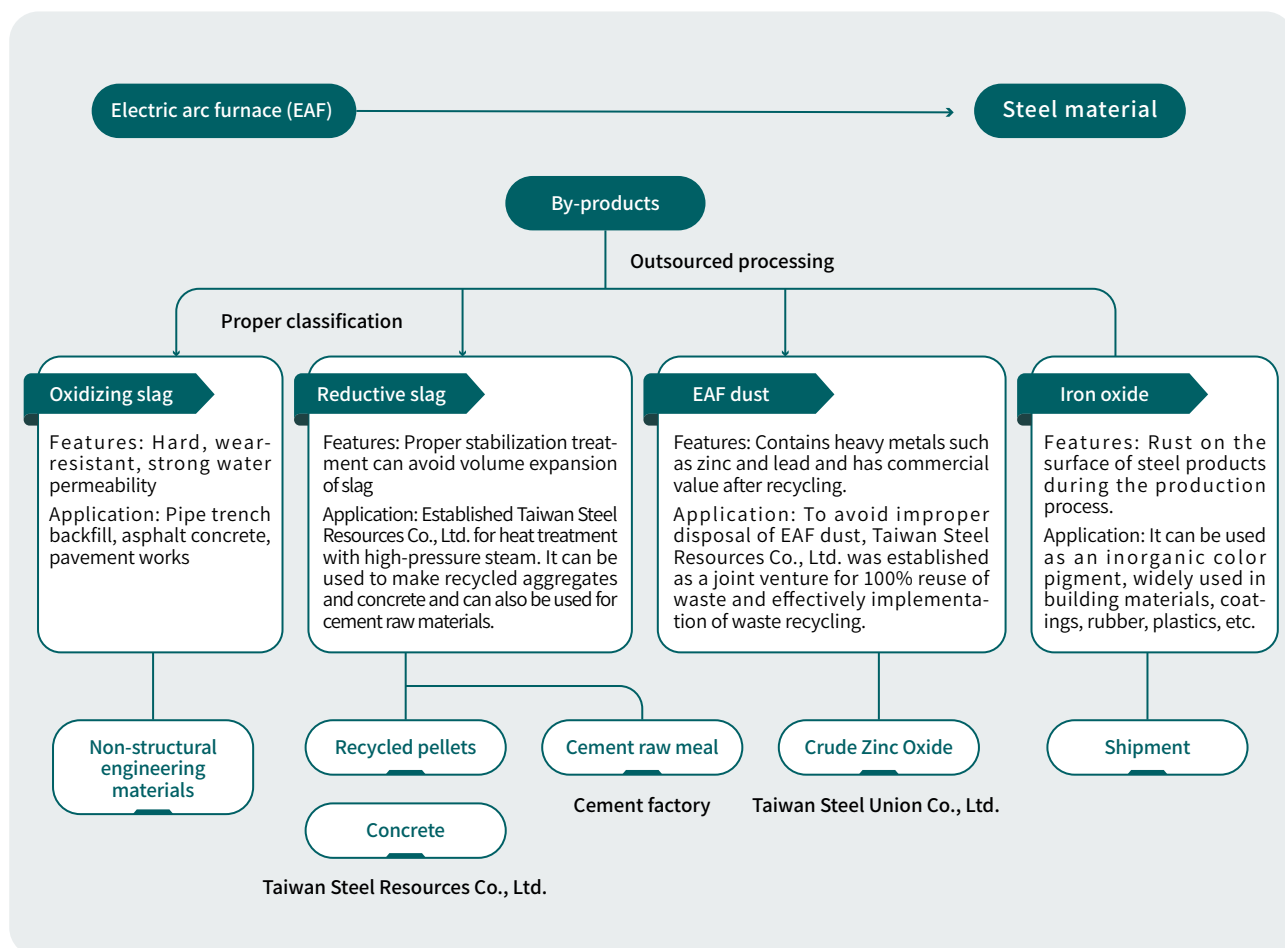 Electric arc furnace (EAF)
Steel material
By-products
Outsourced processing
Proper classification
Oxidizing slag
Features: Hard, wear-
resistant, strong water
permeability
Application: Pipe trench
backfill, asphalt concrete,
pavement works
Reductive slag
Features: Proper stabilization treat-
ment can avoid volume expansion
of slag
Application: Established Taiwan Steel
Resources Co., Ltd. for heat treatment
with high-pressure steam. It can be
used to make recycled aggregates
and concrete and can also be used for
cement raw materials.
EAF dust
Features: Contains heavy metals such
as zinc and lead and has commercial
value after recycling.
Application: To avoid improper
disposal of EAF dust, Taiwan Steel
Resources Co., Ltd. was established
as a joint venture for 100% reuse of
waste and effectively implementa-
tion of waste recycling.
Iron oxide
Features: Rust on the
surface of steel products
during the production
process.
Application: It can be used
as an inorganic color
pigment, widely used in
building materials, coat-
ings, rubber, plastics, etc.
Non-structural
engineering
materials
Recycled pellets
Cement raw meal
Crude Zinc Oxide
Shipment
Cement factory
Taiwan Steel Union Co., Ltd.
Concrete
Taiwan Steel Resources Co., Ltd.